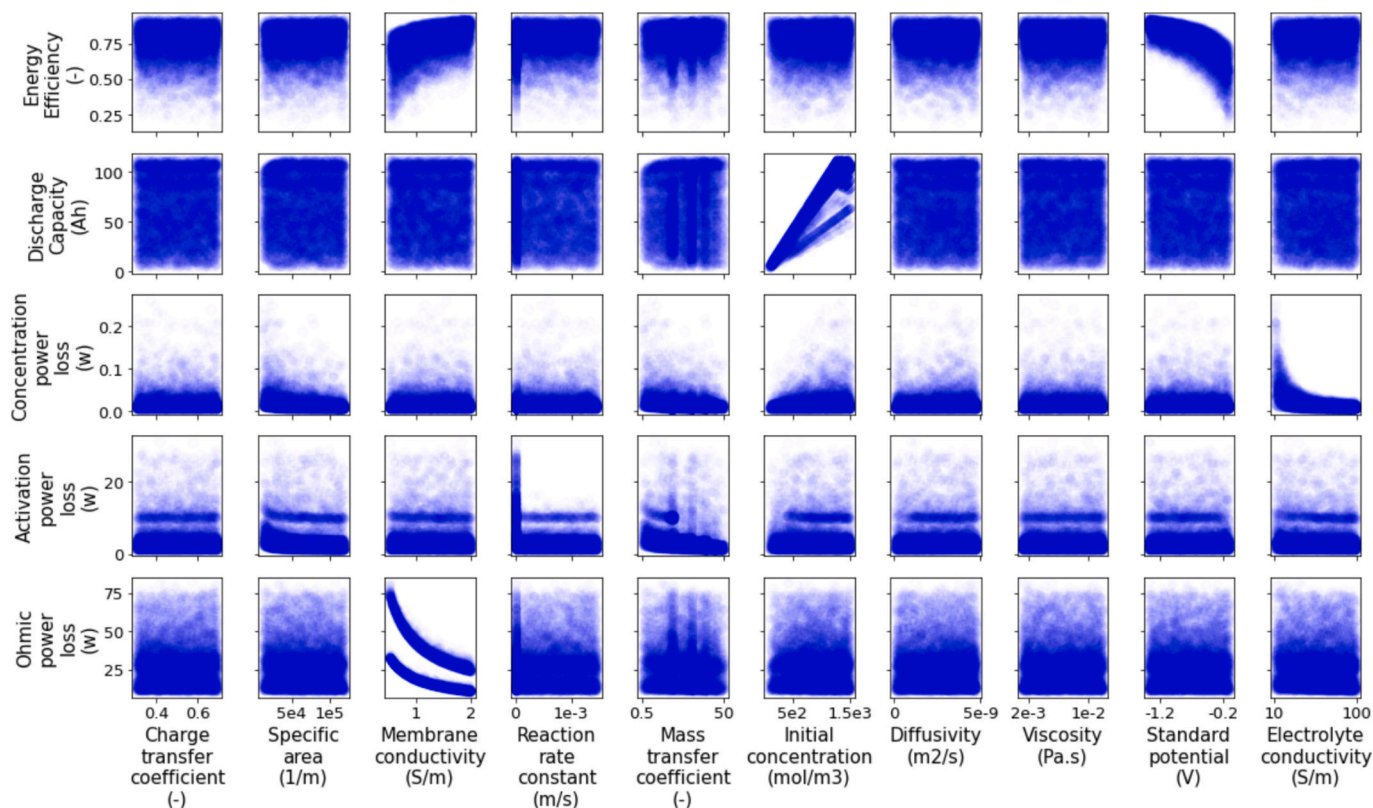 Energy
Efficiency
(-)
0.75
0.50
0.25
Discharge
Capacity
(Ah)
100
50
0
Concentration
power
loss
(w)
0.2
0.1
0.0
Activation
power
loss
(w)
20
0
Ohmic
power
loss
(w)
75
50
25
0.4 0.6 5e4 1e5 1 2 0 1e-3 0.5 50 5e2 1.5e3 0 5e-9 2e-3 1e-2 -1.2 -0.2 10 100
Charge
transfer
coefficient
(-)
Specific
area
(1/m)
Membrane
conductivity
(S/m)
Reaction
rate
constant
(m/s)
Mass
transfer
coefficient
(-)
Initial
concentration
(mol/m3)
Diffusivity
(m2/s)
Viscosity
(Pa.s)
Standard
potential
(V)
Electrolyte
conductivity
(S/m)